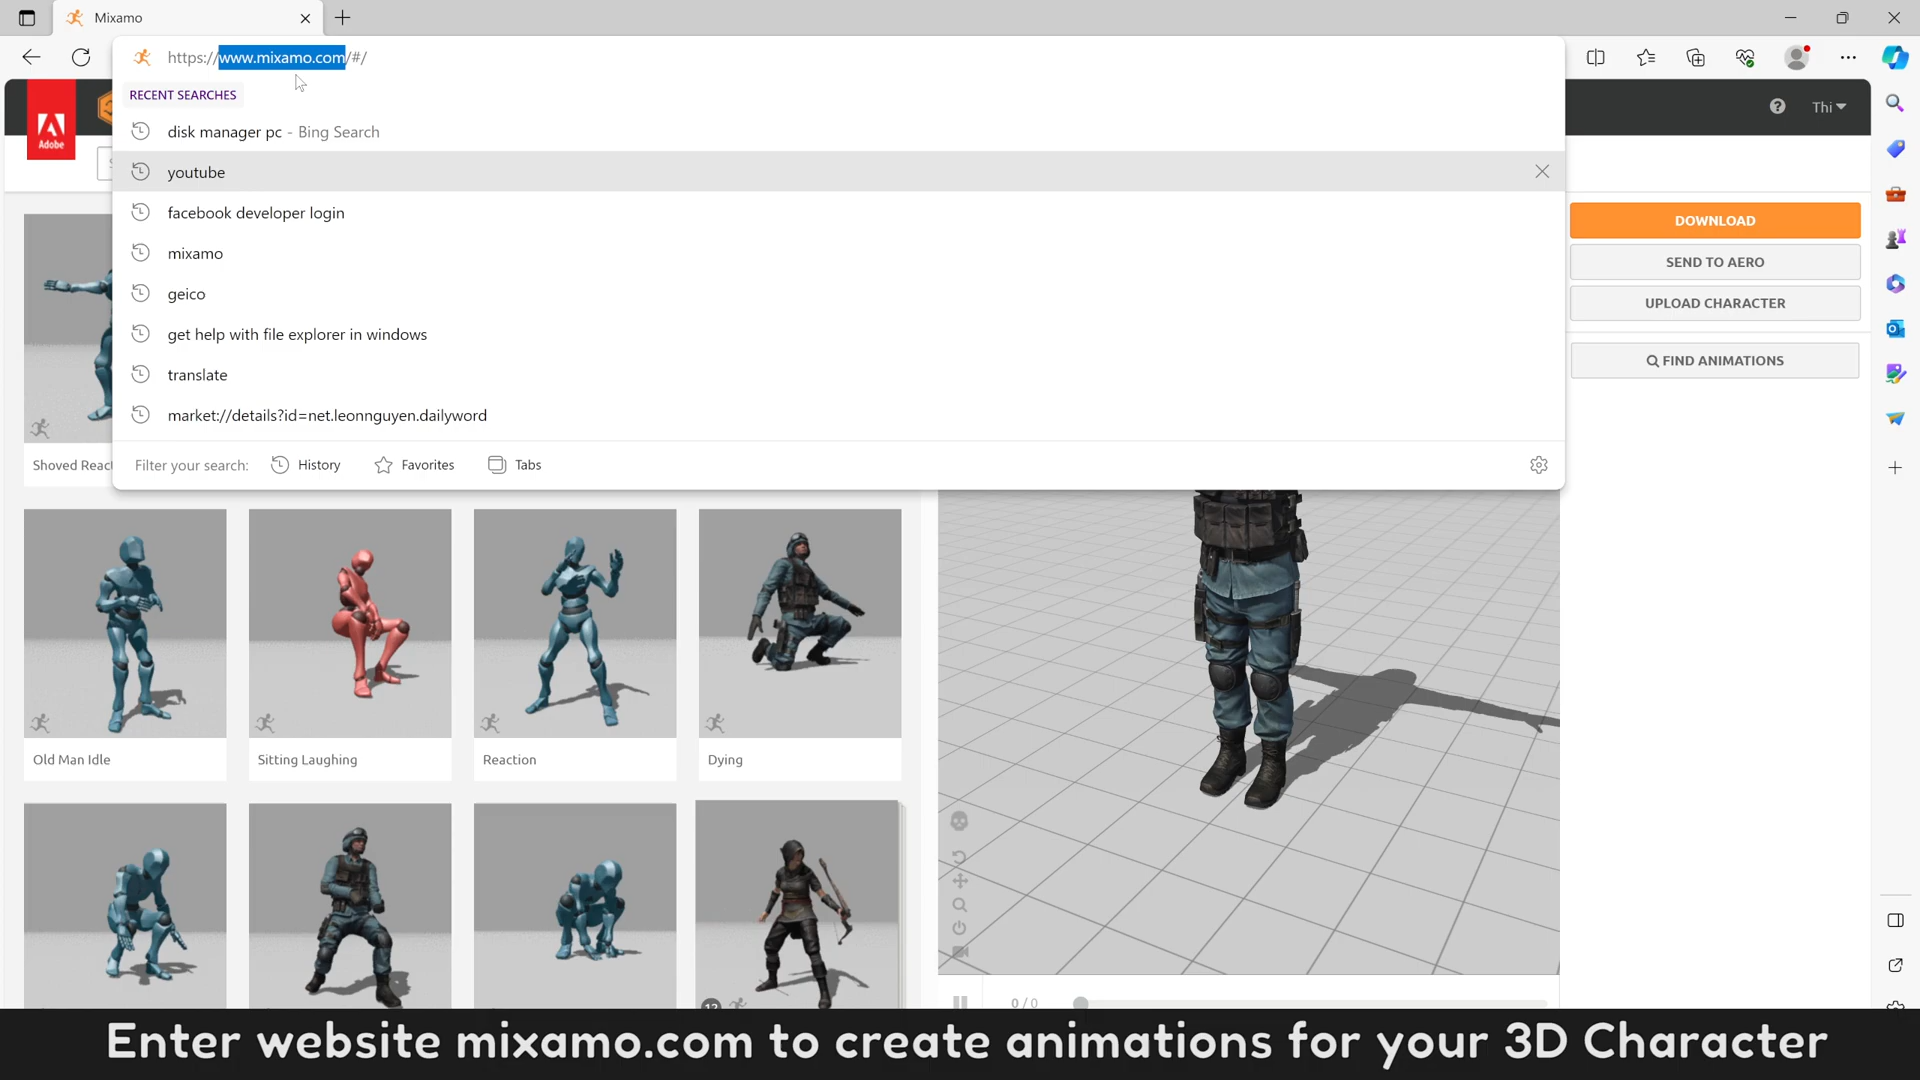 Mixamo
https://www.mixamo.com/#/
RECENT SEARCHES
Adobe
Thi
disk manager pc - Bing Search
youtube
facebook developer login
mixamo
geico
get help with file explorer in windows
translate
market://details?id=net.leonnguyen.dailyword
Filter your search: History Favorites Tabs
DOWNLOAD
SEND TO AERO
UPLOAD CHARACTER
FIND ANIMATIONS
Shoved React
Old Man Idle
Sitting Laughing
Reaction
Dying
0 / 0
Enter website mixamo.com to create animations for your 3D Character